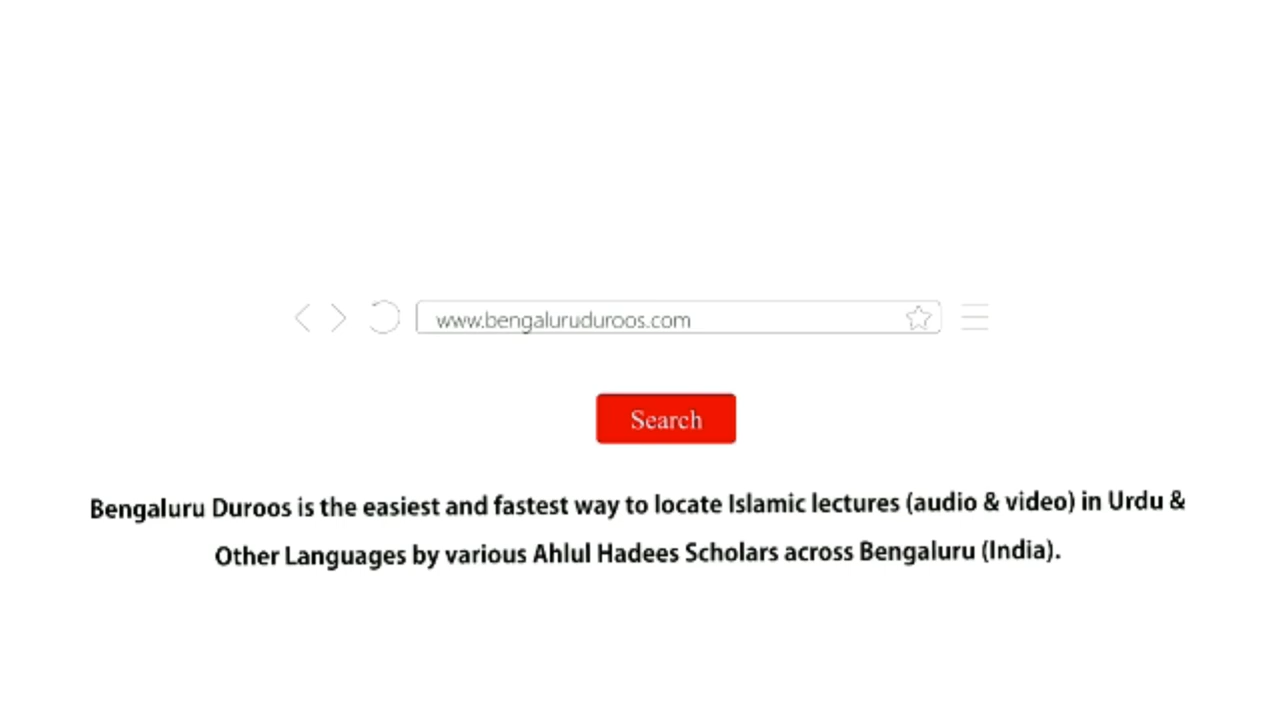 www.bengaluruduroos.com
Search
Bengaluru Duroos is the easiest and fastest way to locate Islamic lectures (audio & video) in Urdu &
Other Languages by various Ahlul Hadees Scholars across Bengaluru (India).